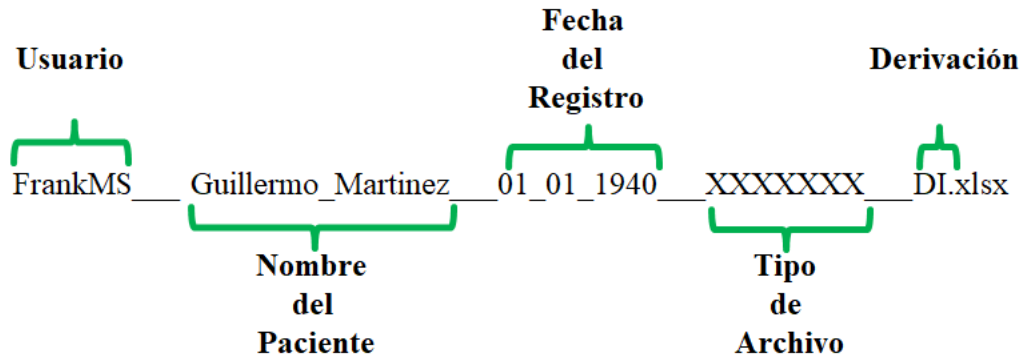 Fecha
del
Registro
Usuario
Derivación
FrankMS___ Guillermo_Martinez___01_01_1940___XXXXXXX___DI.xlsx
Nombre
del
Paciente
Tipo
de
Archivo